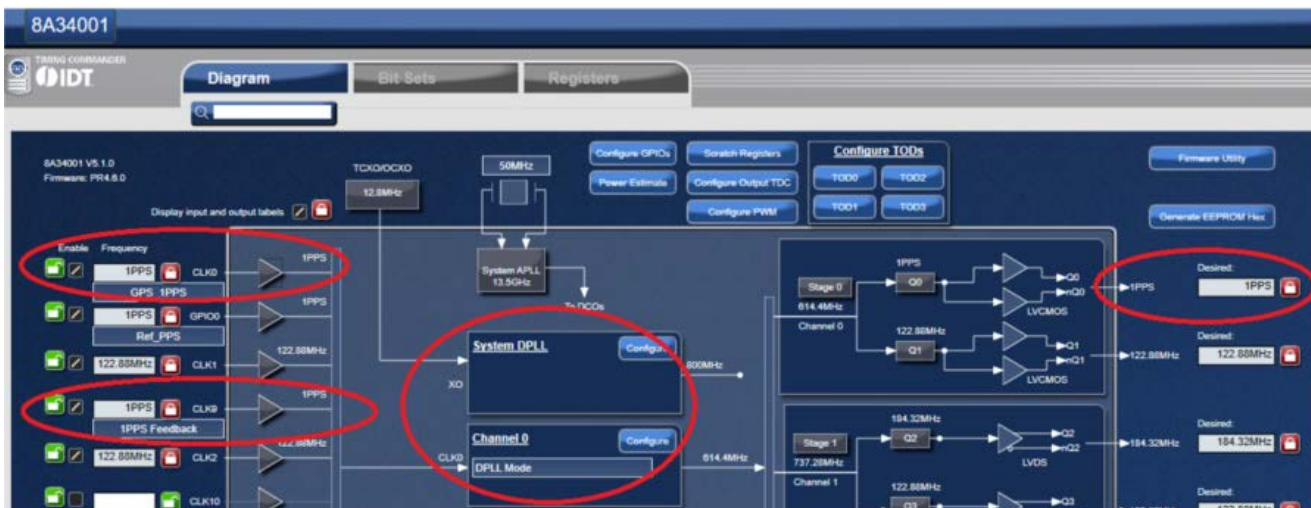 8A34001
TIMING COMMANDER
IDT
Diagram
Bit Sets
Registers
8A34001 V5.1.0
Firmware: PR4.8.0
Display input and output labels
TCXO/OCXO
12.8MHz
50MHz
Configure GPIOs
Scratch Registers
Power Estimate
Configure Output TDC
Configure PWM
Configure TODs
TOD0
TOD2
TOD1
TOD3
Firmware Utility
Generate EEPROM Hex
Enable
Frequency
1PPS
CLK0
1PPS
GPS_1PPS
1PPS
GPIO0
1PPS
Ref_PPS
122.88MHz
CLK1
122.88MHz
1PPS
CLK9
1PPS
1PPS Feedback
122.88MHz
CLK2
122.88MHz
CLK10
System APLL
13.5GHz
To DCOs
System DPLL
Configure
XO
800MHz
Channel 0
Configure
CLK0
DPLL Mode
614.4MHz
Stage 0
614.4MHz
Channel 0
1PPS
Q0
Q0
nQ0
LVCMOS
1PPS
Desired:
1PPS
122.88MHz
Q1
Q1
nQ1
LVCMOS
122.88MHz
Desired:
122.88MHz
Stage 1
737.28MHz
Channel 1
184.32MHz
Q2
Q2
nQ2
LVDS
184.32MHz
Desired:
184.32MHz
122.88MHz
Q3
Q3
Desired:
122.88MHz